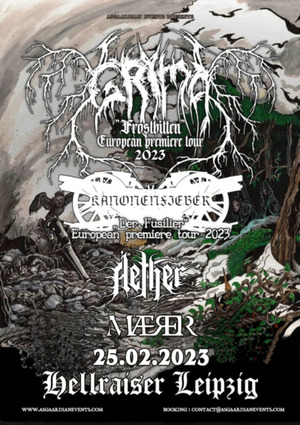 ASGAARDIAN EVENTS PRESENTS
GRIMA
Frostbitten
European premiere tour
2023
KANONENFIEBER
"Der Füsilier"
European premiere tour 2023
Aether
MÆRER
25.02.2023
Hellraiser Leipzig
WWW.ASGAARDIANEVENTS.COM
BOOKING : CONTACT@ASGAARDIANEVENTS.COM